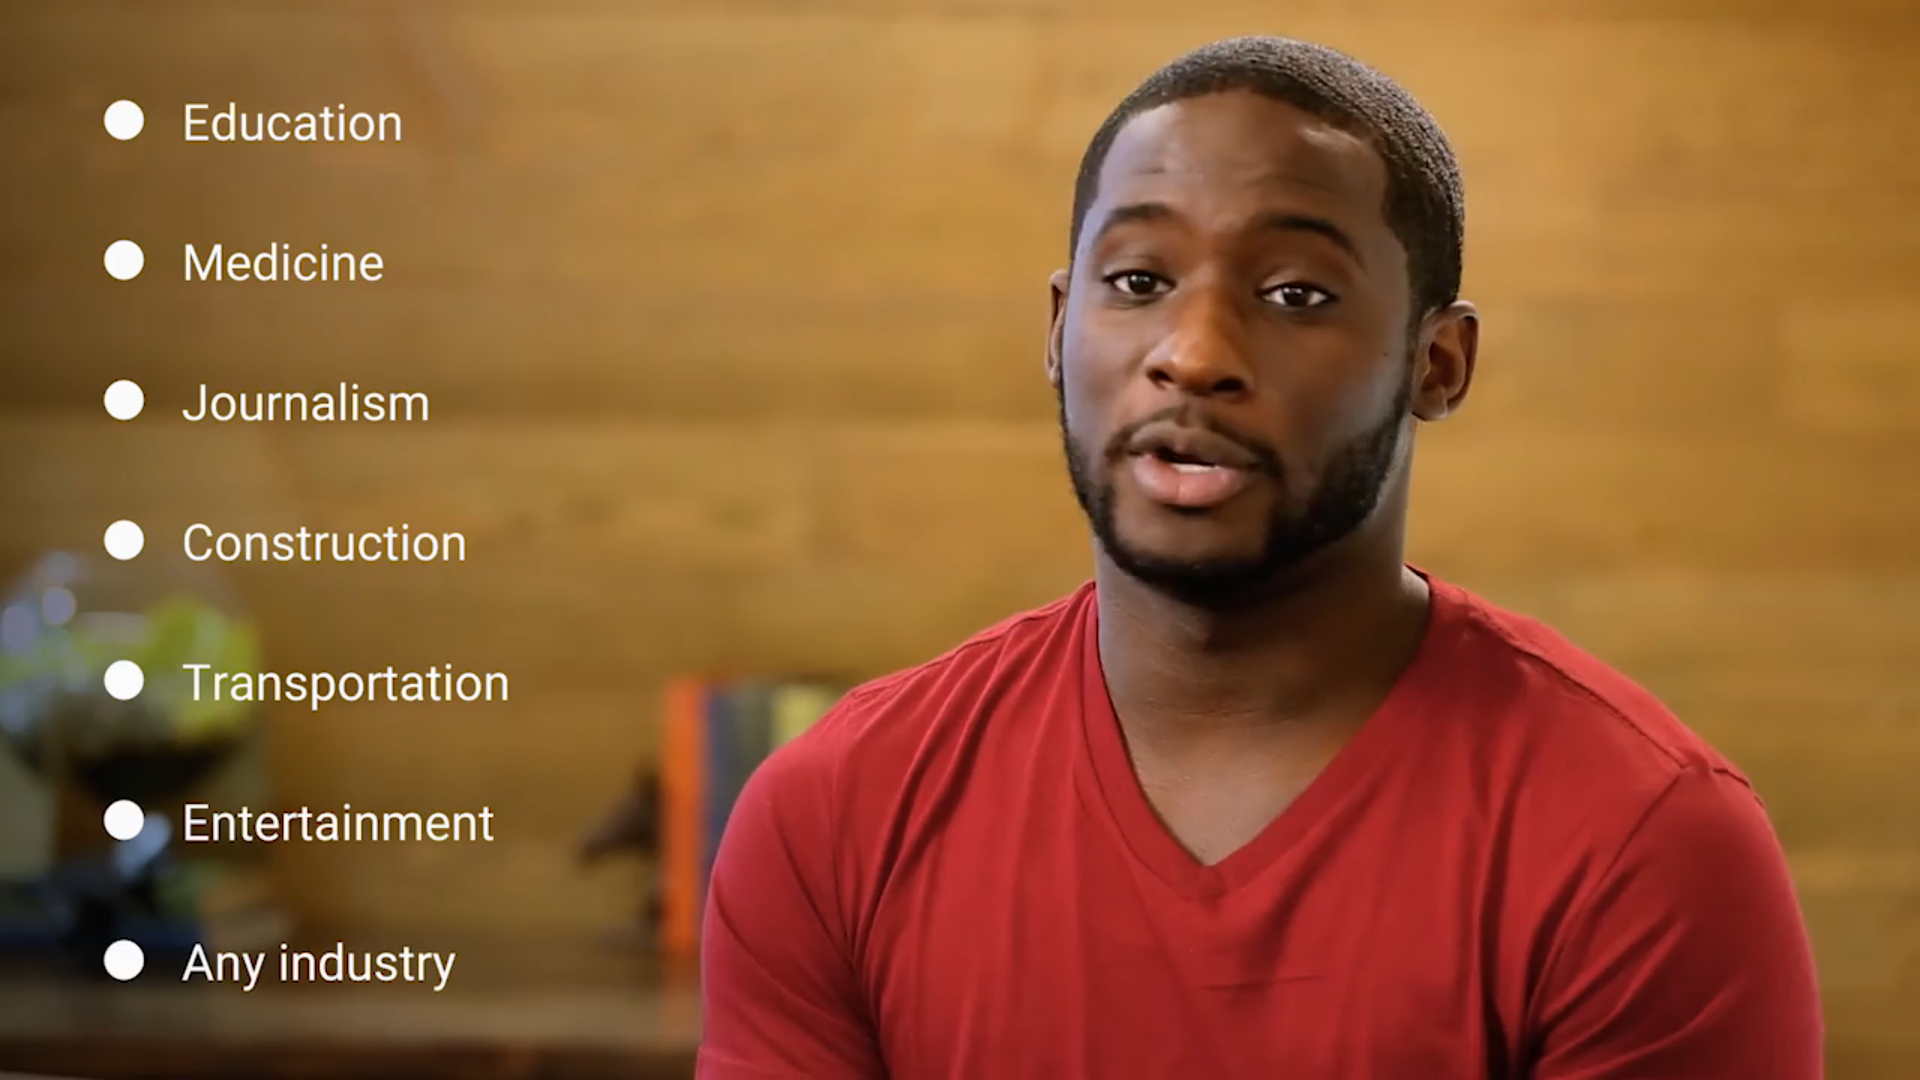 Education
Medicine
Journalism
Construction
Transportation
Entertainment
Any industry